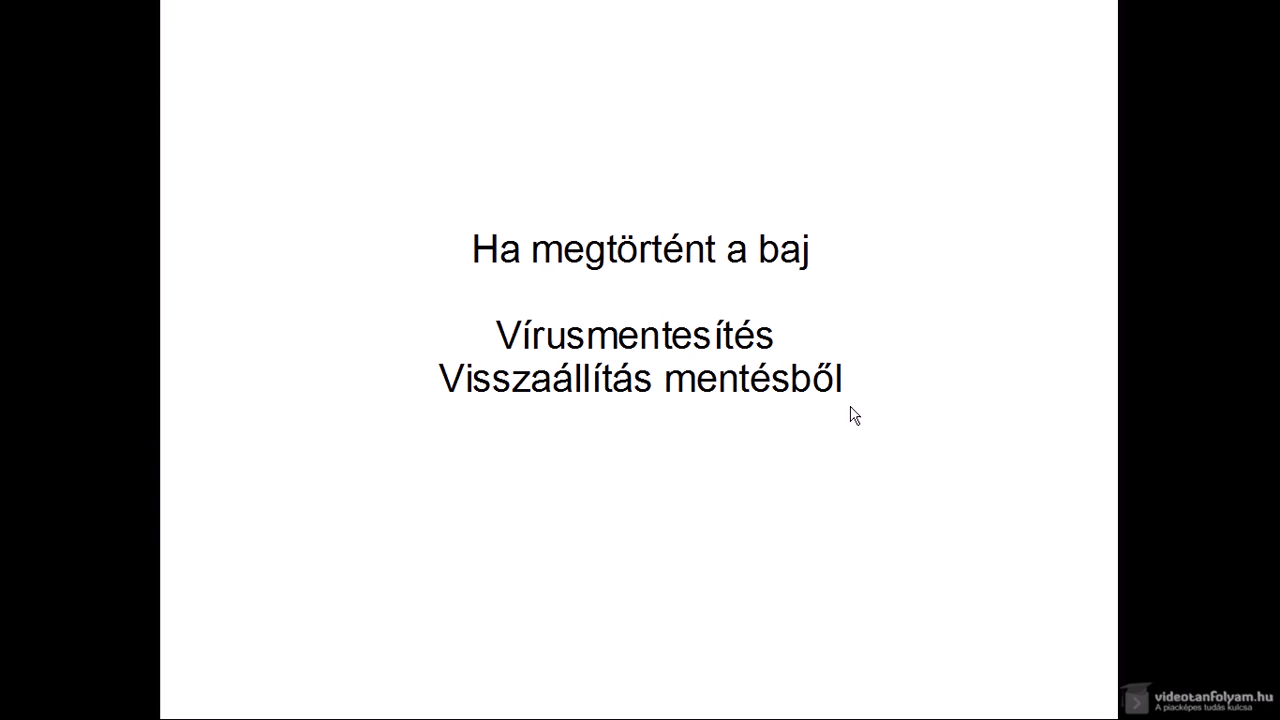 Ha megtörtént a baj
Vírusmentesítés
Visszaállítás mentésből
videotanfolyam.hu
A piacképes tudás kulcsa